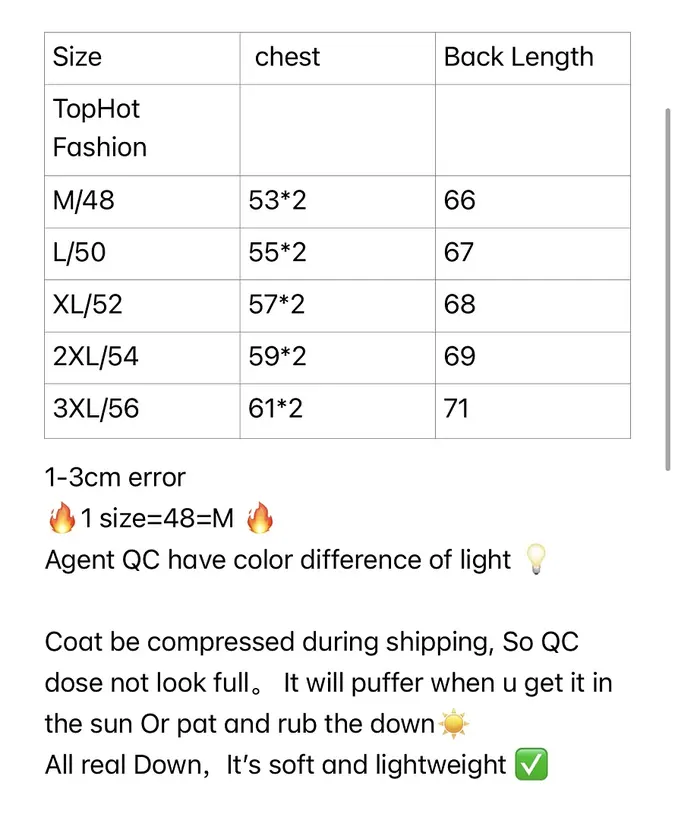 Size chest Back Length
TopHot
Fashion
M/48 53*2 66
L/50 55*2 67
XL/52 57*2 68
2XL/54 59*2 69
3XL/56 61*2 71
1-3cm error
🔥1 size=48=M 🔥
Agent QC have color difference of light 💡
Coat be compressed during shipping, So QC
dose not look full。 It will puffer when u get it in
the sun Or pat and rub the down☀️
All real Down，It's soft and lightweight ✅